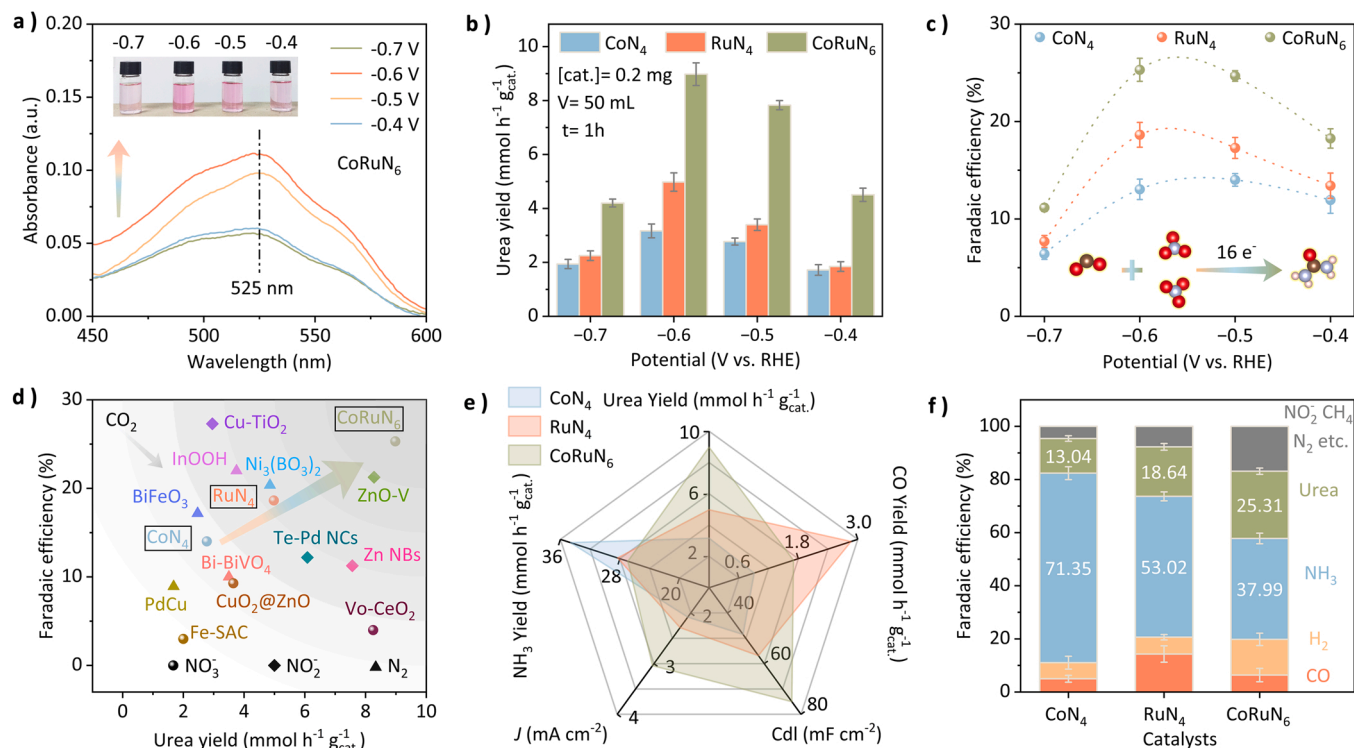 a )
0.20
0.15
0.10
0.05
0.00
Absorbance (a.u.)
-0.7 -0.6 -0.5 -0.4
-0.7 V
-0.6 V
-0.5 V
-0.4 V
CoRuN₆
525 nm
450 500 550 600
Wavelength (nm)
b )
10
8
6
4
2
0
Urea yield (mmol h⁻¹ g⁻¹cat.)
CoN₄ RuN₄ CoRuN₆
[cat.]= 0.2 mg
V= 50 mL
t= 1h
−0.7 −0.6 −0.5 −0.4
Potential (V vs. RHE)
c )
30
20
10
0
Faradaic efficiency (%)
CoN₄ RuN₄ CoRuN₆
16 e⁻
−0.7 −0.6 −0.5 −0.4
Potential (V vs. RHE)
d )
30
20
10
0
Faradaic efficiency (%)
CO₂
Cu-TiO₂
CoRuN₆
InOOH
Ni₃(BO₃)₂
BiFeO₃
RuN₄
ZnO-V
CoN₄
Te-Pd NCs
Zn NBs
Bi-BiVO₄
PdCu
CuO₂@ZnO
Vo-CeO₂
Fe-SAC
NO₃⁻ NO₂⁻ N₂
0 2 4 6 8 10
Urea yield (mmol h⁻¹ g⁻¹cat.)
e )
CoN₄
RuN₄
CoRuN₆
Urea Yield (mmol h⁻¹ g⁻¹cat.)
10
6
2
CO Yield (mmol h⁻¹ g⁻¹cat.)
3.0
1.8
0.6
NH₃ Yield (mmol h⁻¹ g⁻¹cat.)
36
28
20
2
3
4
J (mA cm⁻²)
40
60
80
Cdl (mF cm⁻²)
f )
100
80
60
40
20
0
Faradaic efficiency (%)
13.04
71.35
18.64
53.02
25.31
37.99
NO₂⁻ CH₄
N₂ etc.
Urea
NH₃
H₂
CO
CoN₄ RuN₄ CoRuN₆
Catalysts